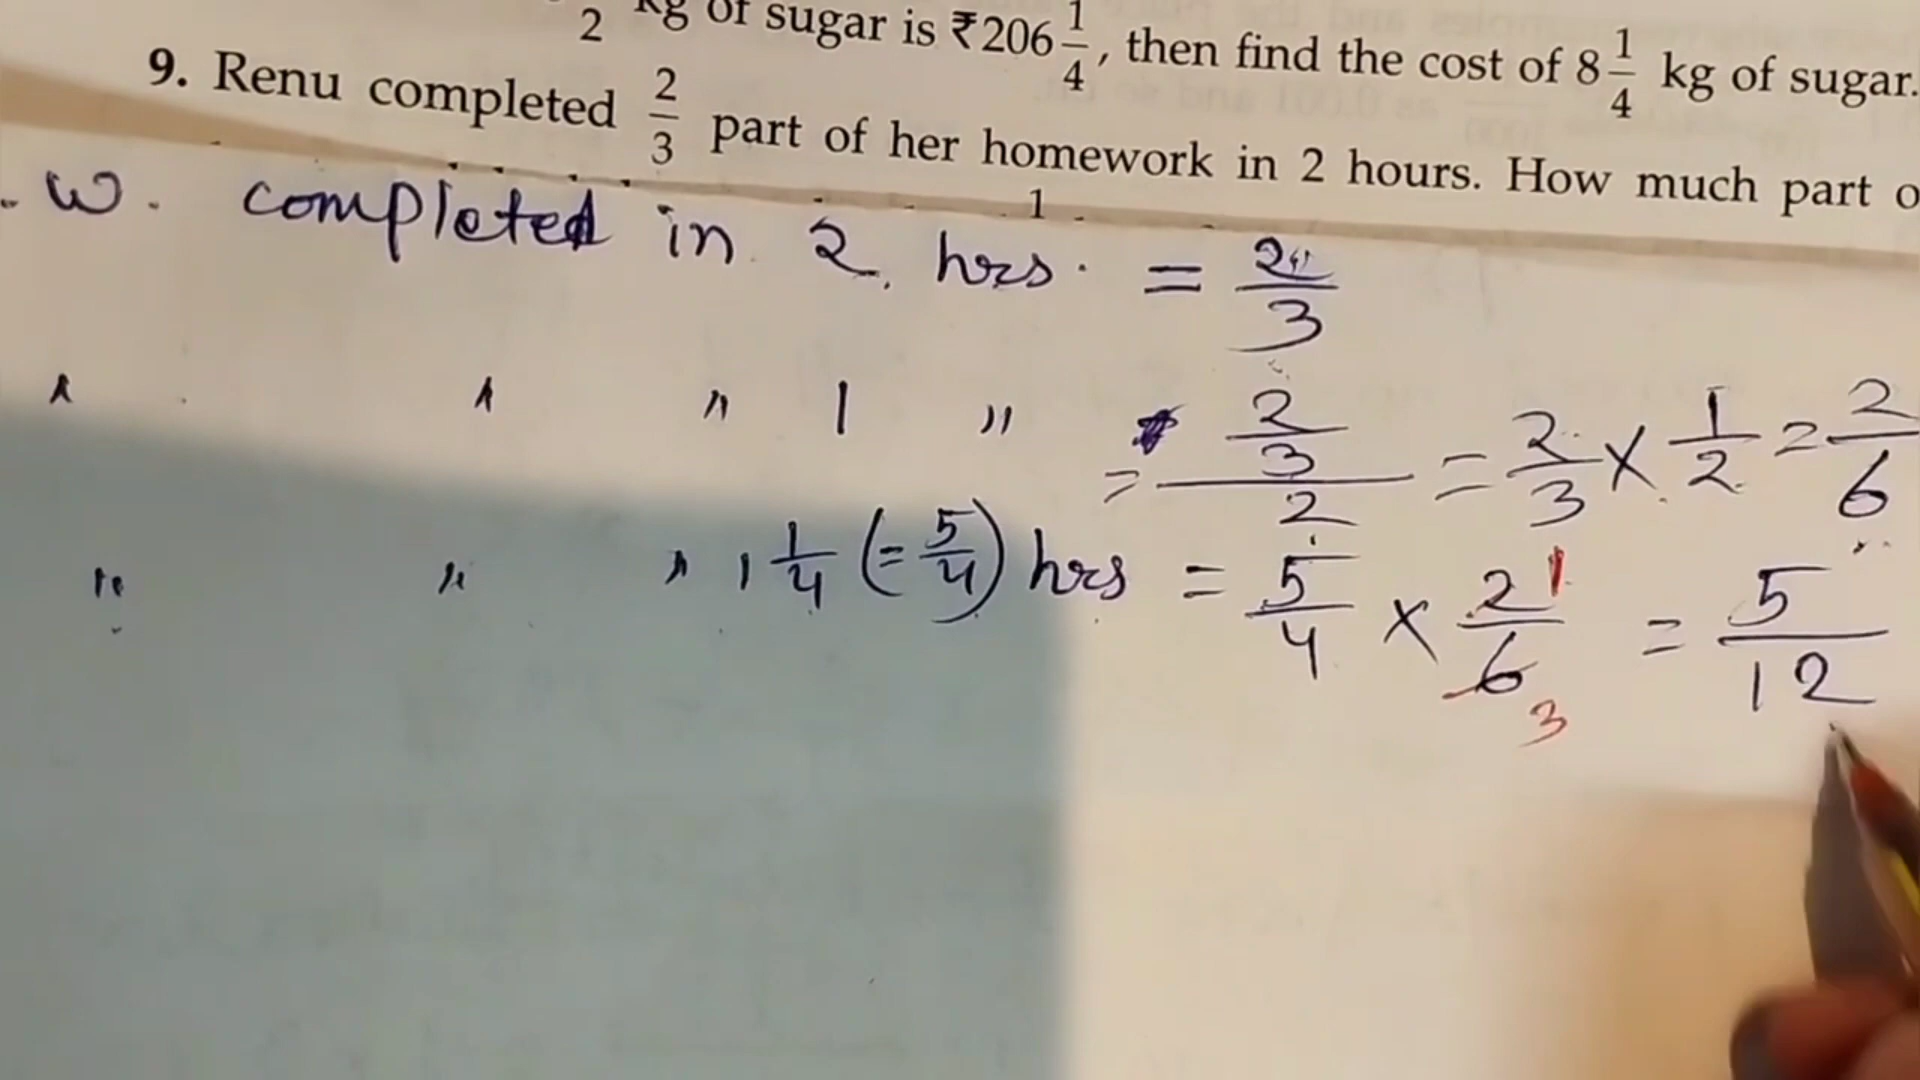 2 kg of sugar is ₹206 1/4, then find the cost of 8 1/4 kg of sugar.
9. Renu completed 2/3 part of her homework in 2 hours. How much part o
1
. W. completed in 2 hrs. = 2/3
" " " 1 " = 2/3/2 = 2/3 × 1/2 = 2/6
" " " 1 1/4 (= 5/4) hrs = 5/4 × 2/6 1 3 = 5/12